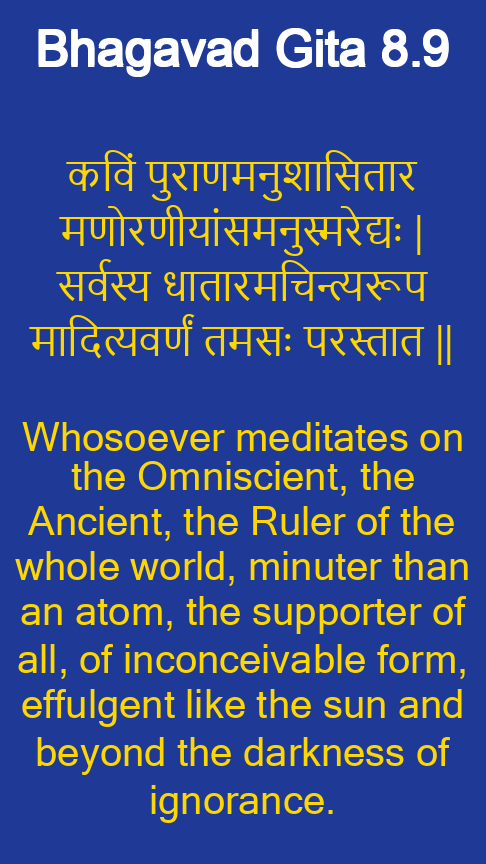 Bhagavad Gita 8.9
कविं पुराणमनुशासितार
मणोरणीयांसमनुस्मरेद्यः |
सर्वस्य धातारमचिन्त्यरूप
मादित्यवर्णं तमसः परस्तात ||
Whosoever meditates on
the Omniscient, the
Ancient, the Ruler of the
whole world, minuter than
an atom, the supporter of
all, of inconceivable form,
effulgent like the sun and
beyond the darkness of
ignorance.